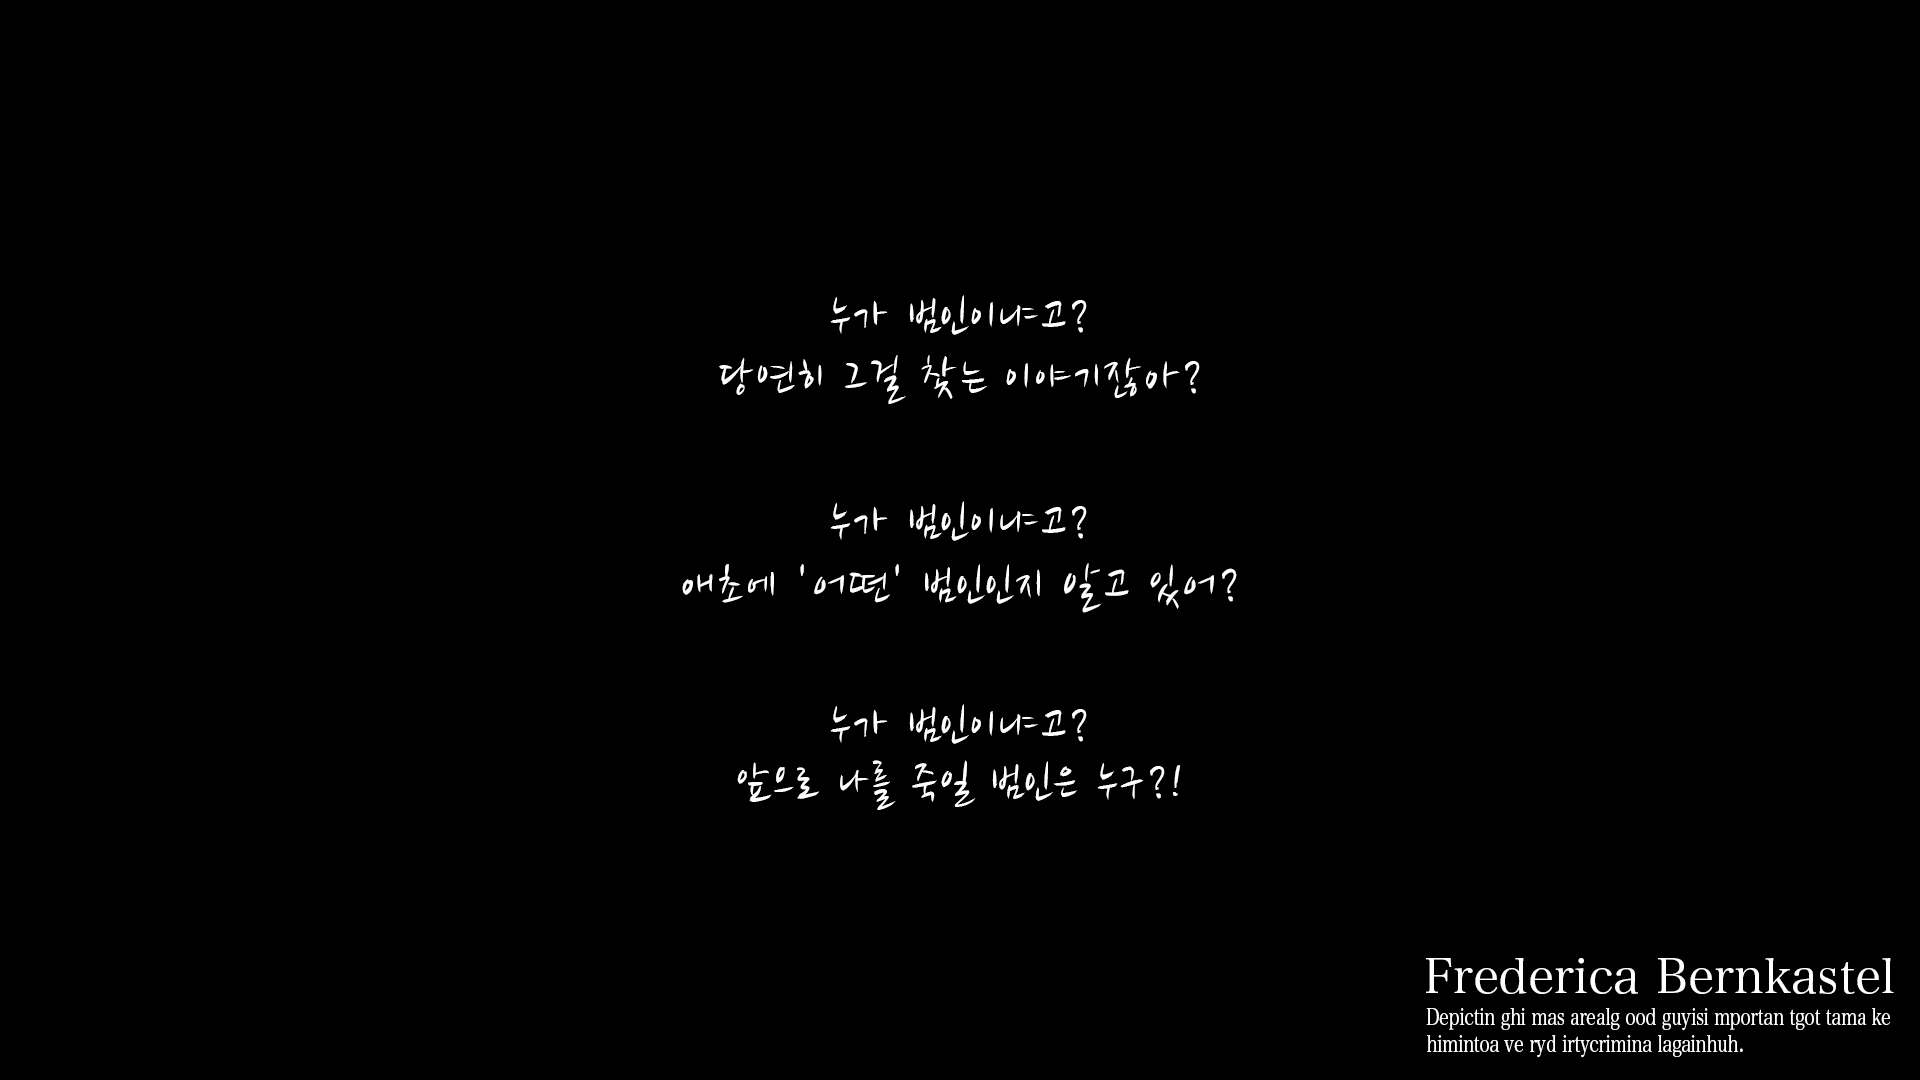 누가 범인이냐고?
당연히 그걸 찾는 이야기잖아?
누가 범인이냐고?
애초에 '어떤' 범인인지 알고 있어?
누가 범인이냐고?
앞으로 나를 죽일 범인은 누구?!
Frederica Bernkastel
Depictin ghi mas arealg ood guyisi mportan tgot tama ke
himintoa ve ryd irtycrimina lagainhuh.